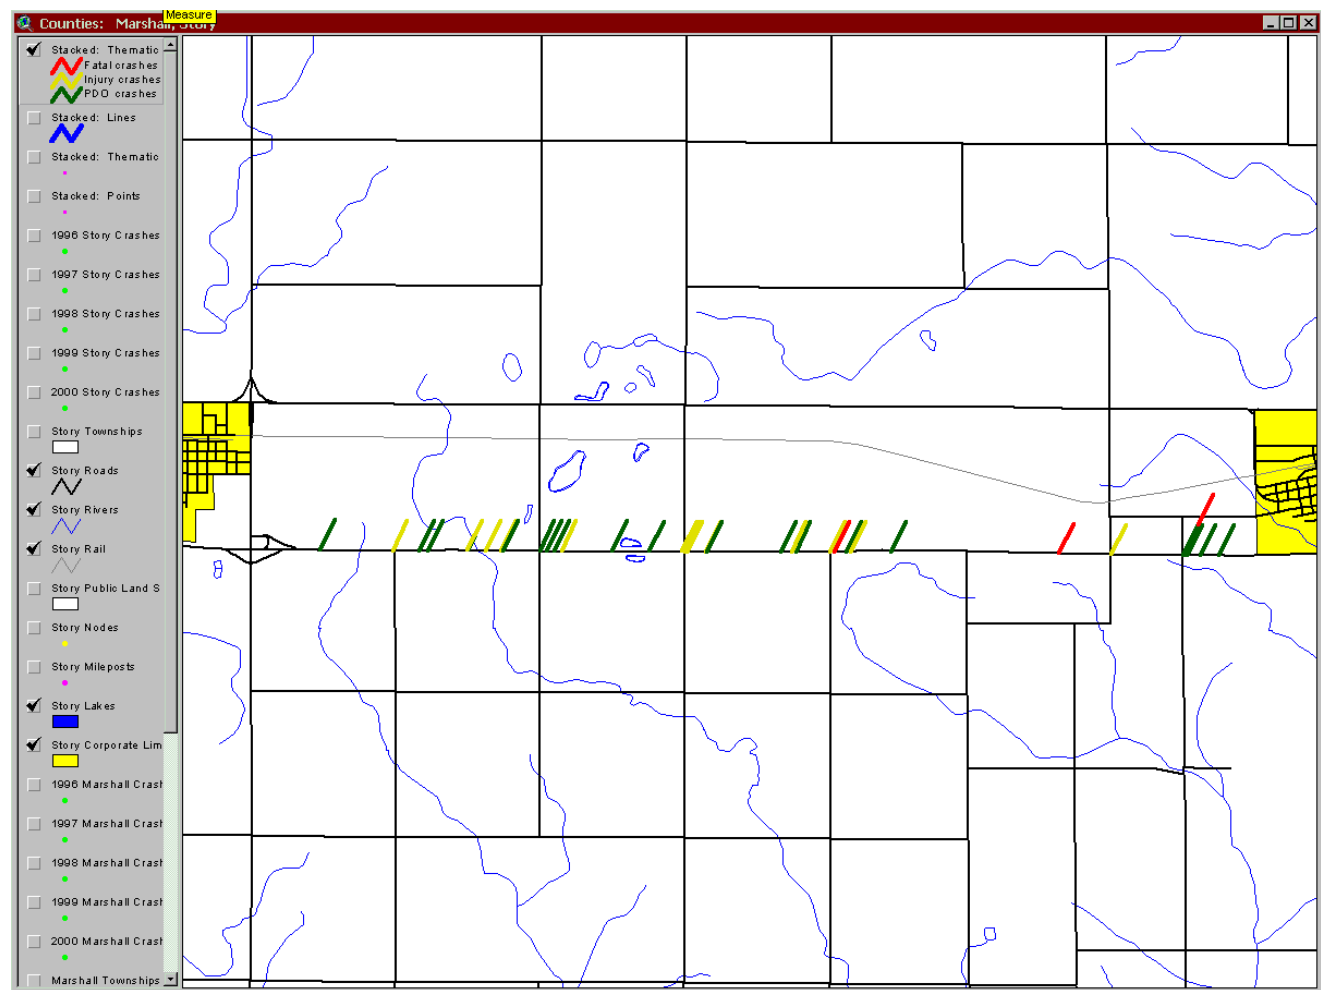 Measure
Counties: Marshall, Story
Stacked: Thematic
Fatal crashes
Injury crashes
PDO crashes
Stacked: Lines
Stacked: Thematic
Stacked: Points
1996 Story Crashes
1997 Story Crashes
1998 Story Crashes
1999 Story Crashes
2000 Story Crashes
Story Townships
Story Roads
Story Rivers
Story Rail
Story Public Land S
Story Nodes
Story Mileposts
Story Lakes
Story Corporate Lim
1996 Marshall Crash
1997 Marshall Crash
1998 Marshall Crash
1999 Marshall Crash
2000 Marshall Crash
Marshall Townships